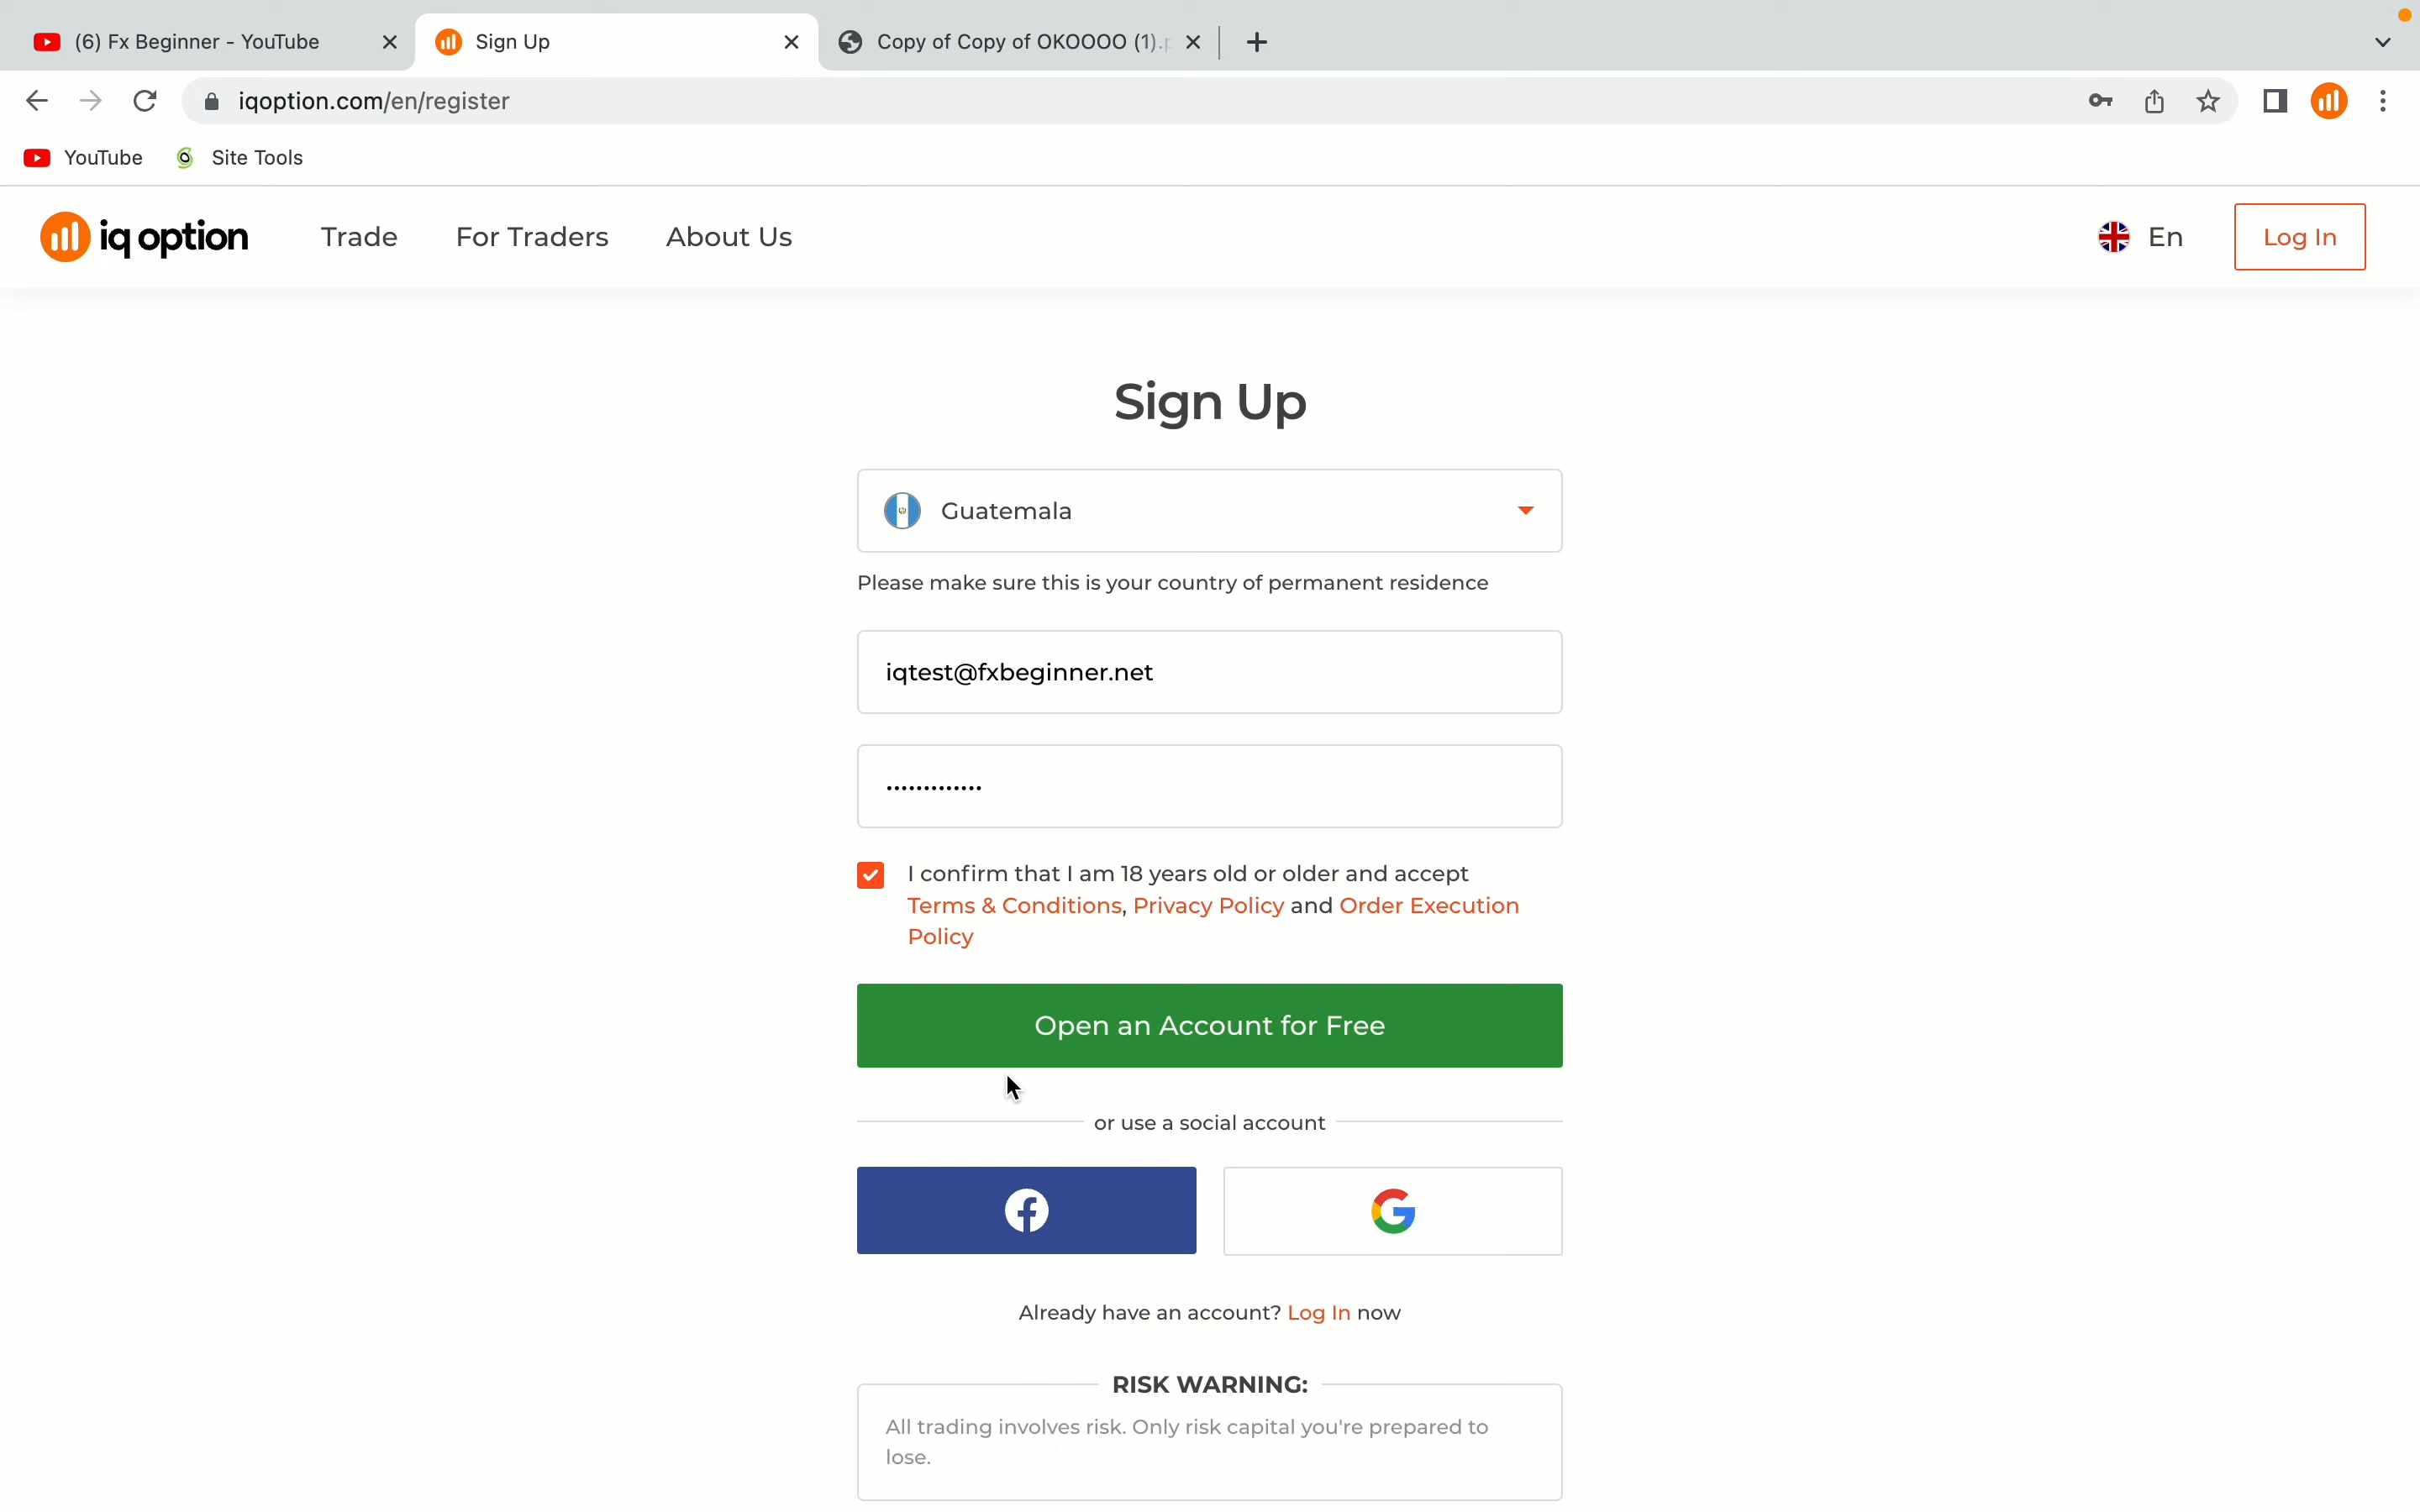 (6) Fx Beginner - YouTube
Sign Up
Copy of Copy of OKOOOO (1).p
iqoption.com/en/register
YouTube
Site Tools
iq option
Trade
For Traders
About Us
En
Log In
Sign Up
Guatemala
Please make sure this is your country of permanent residence
iqtest@fxbeginner.net
•••••••••••••
I confirm that I am 18 years old or older and accept
Terms & Conditions, Privacy Policy and Order Execution
Policy
Open an Account for Free
or use a social account
Already have an account? Log In now
RISK WARNING:
All trading involves risk. Only risk capital you're prepared to
lose.